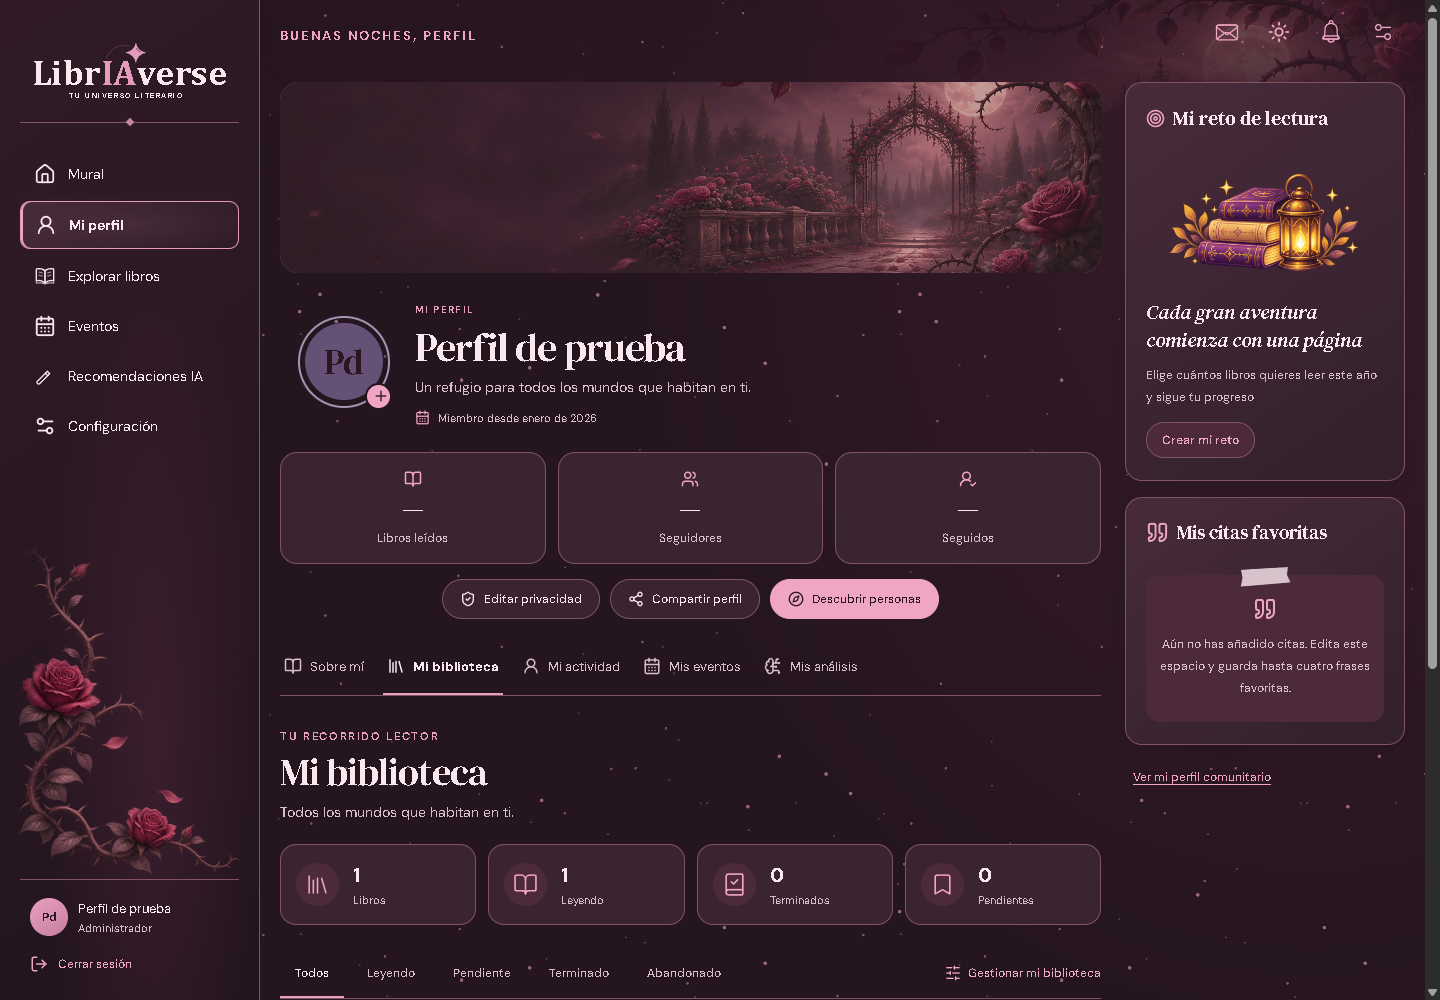 LibrIAverse
TU UNIVERSO LITERARIO
Mural
Mi perfil
Explorar libros
Eventos
Recomendaciones IA
Configuración
Pd
Perfil de prueba
Administrador
Cerrar sesión
BUENAS NOCHES, PERFIL
Pd
MI PERFIL
Perfil de prueba
Un refugio para todos los mundos que habitan en ti.
Miembro desde enero de 2026
—
Libros leídos
—
Seguidores
—
Seguidos
Editar privacidad
Compartir perfil
Descubrir personas
Sobre mí
Mi biblioteca
Mi actividad
Mis eventos
Mis análisis
TU RECORRIDO LECTOR
Mi biblioteca
Todos los mundos que habitan en ti.
1
Libros
1
Leyendo
0
Terminados
0
Pendientes
Todos
Leyendo
Pendiente
Terminado
Abandonado
Gestionar mi biblioteca
Mi reto de lectura
Cada gran aventura
comienza con una página
Elige cuántos libros quieres leer este año
y sigue tu progreso
Crear mi reto
Mis citas favoritas
Aún no has añadido citas. Edita este
espacio y guarda hasta cuatro frases
favoritas.
Ver mi perfil comunitario